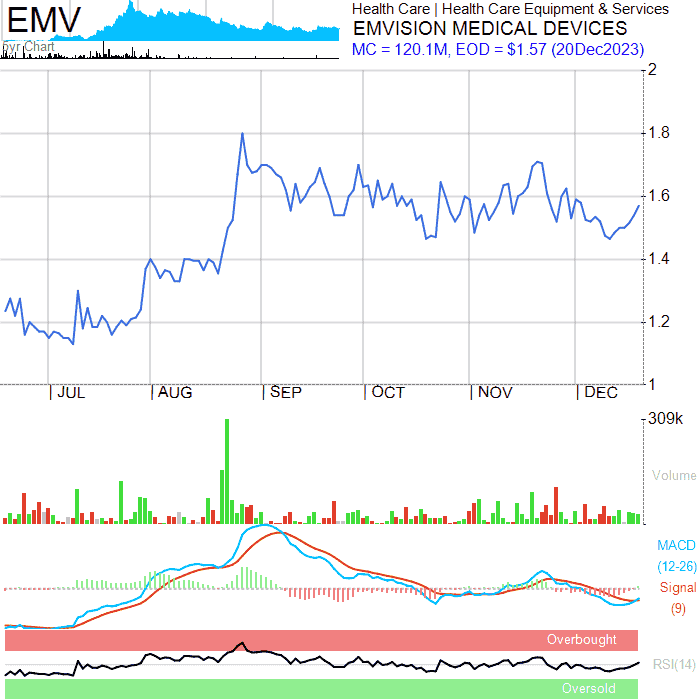 EMV
5yr Chart
Health Care | Health Care Equipment & Services
EMVISION MEDICAL DEVICES
MC = 120.1M, EOD = $1.57 (20Dec2023)
2
1.8
1.6
1.4
1.2
1
JUL AUG SEP OCT NOV DEC
309k
Volume
MACD
(12-26)
Signal
(9)
Overbought
RSI(14)
Oversold